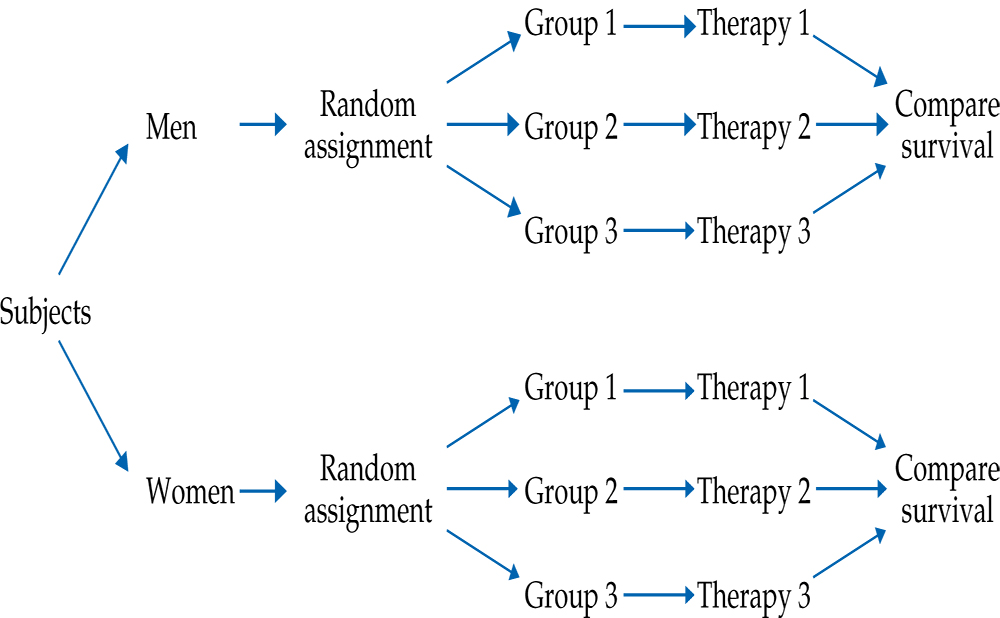 Subjects
Men
Random
assignment
Group 1
Therapy 1
Group 2
Therapy 2
Group 3
Therapy 3
Compare
survival
Women
Random
assignment
Group 1
Therapy 1
Group 2
Therapy 2
Group 3
Therapy 3
Compare
survival